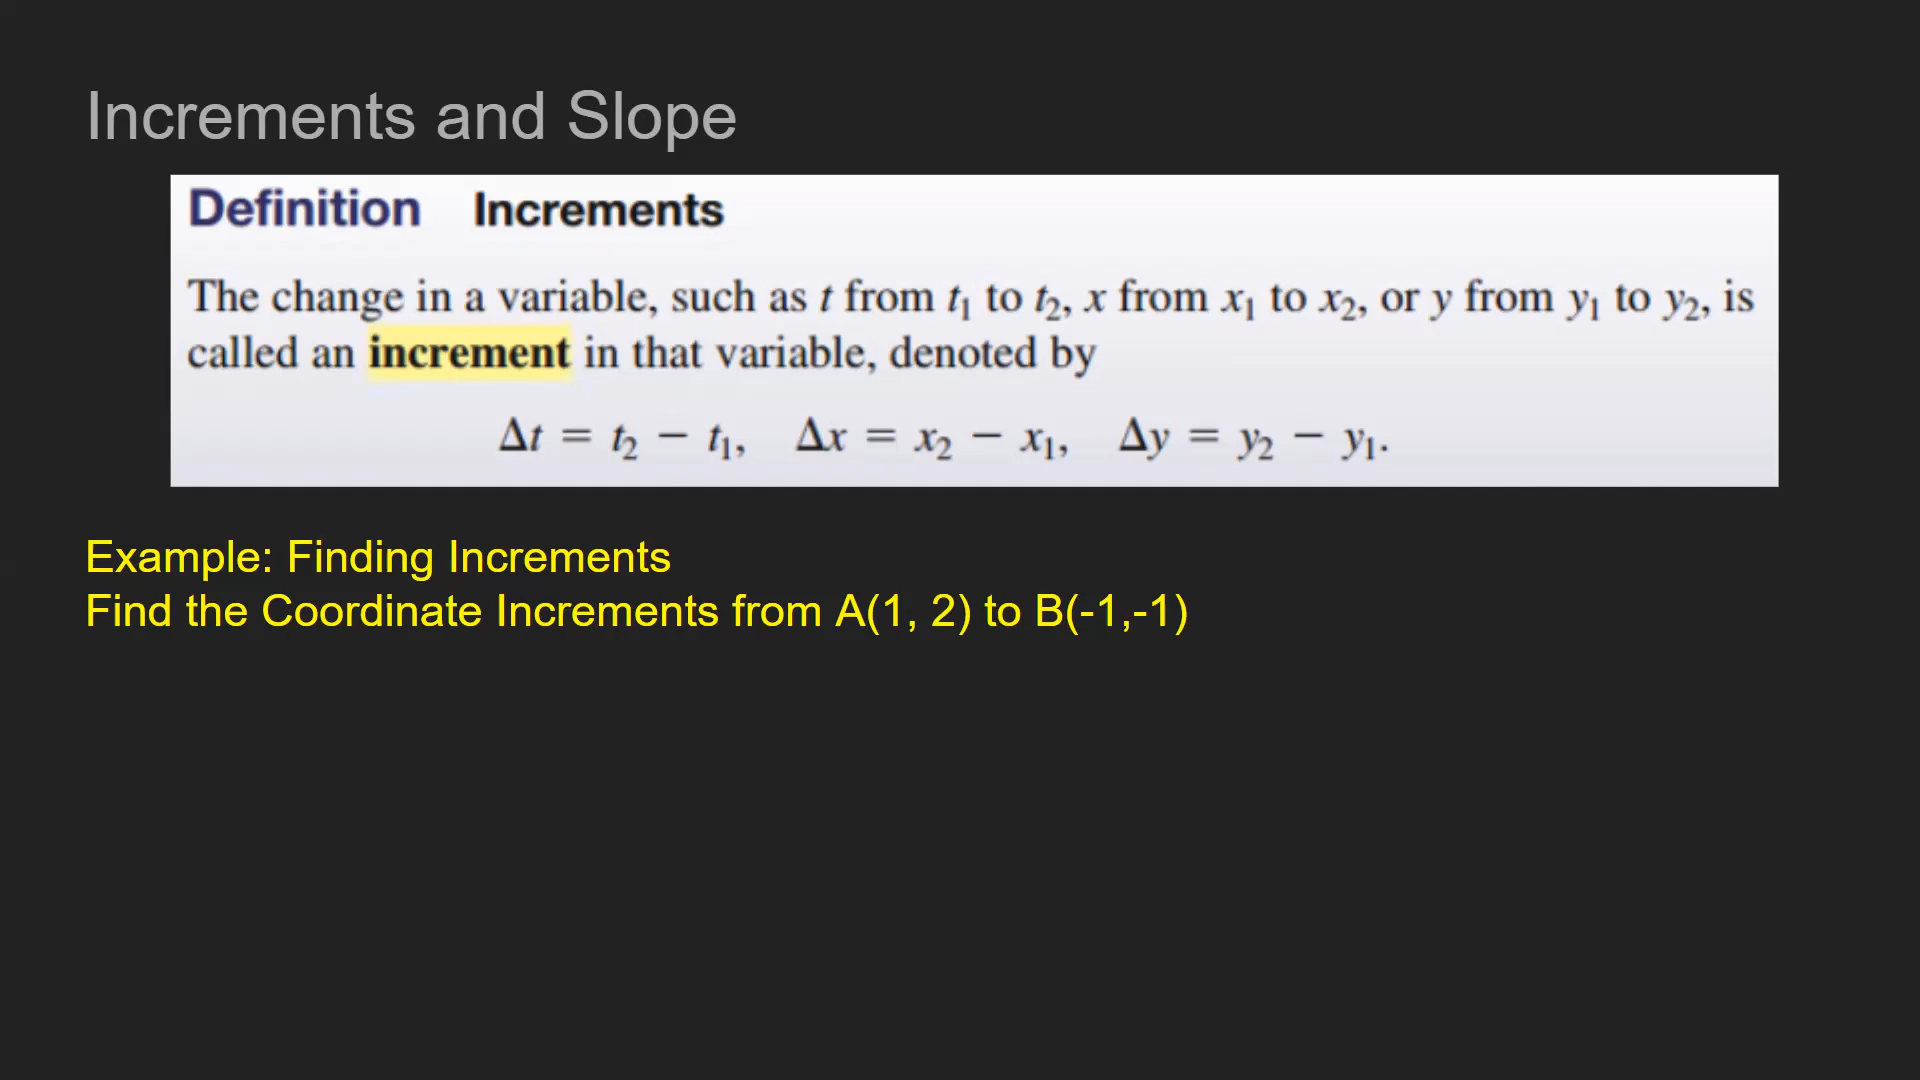 Increments and Slope
Definition Increments
The change in a variable, such as t from t₁ to t₂, x from x₁ to x₂, or y from y₁ to y₂, is
called an increment in that variable, denoted by
Δt = t₂ − t₁, Δx = x₂ − x₁, Δy = y₂ − y₁.
Example: Finding Increments
Find the Coordinate Increments from A(1, 2) to B(-1,-1)